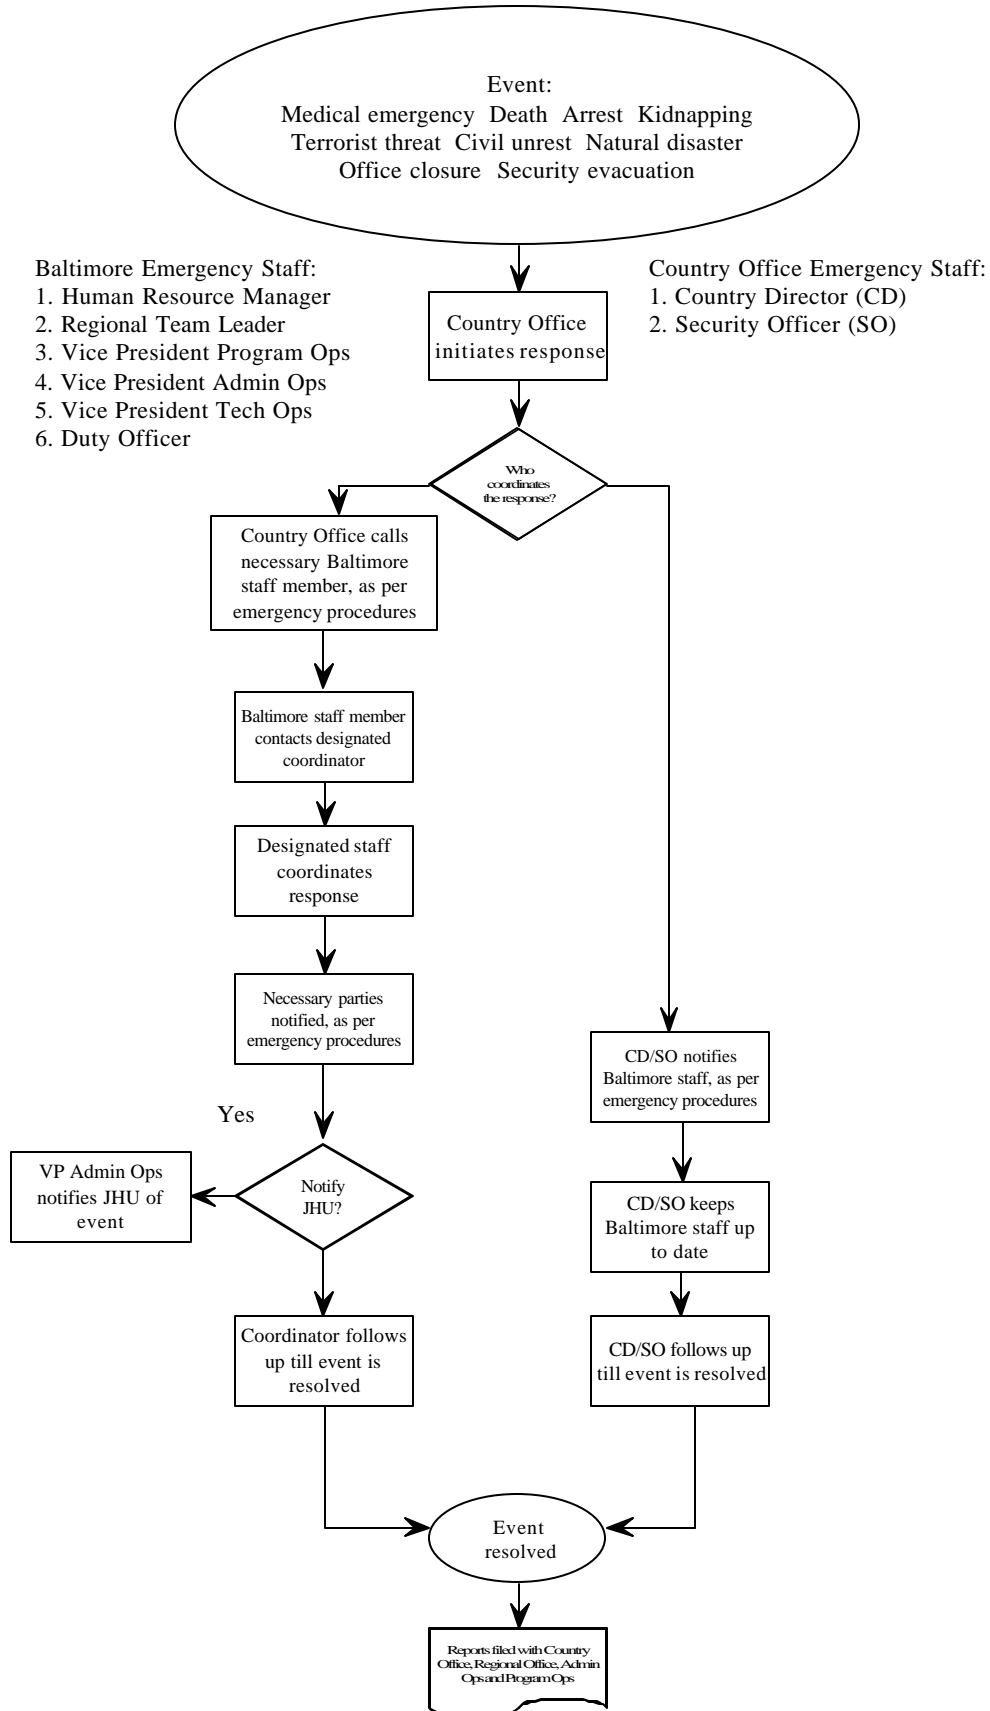 Event:
Medical emergency Death Arrest Kidnapping
Terrorist threat Civil unrest Natural disaster
Office closure Security evacuation
Baltimore Emergency Staff:
1. Human Resource Manager
2. Regional Team Leader
3. Vice President Program Ops
4. Vice President Admin Ops
5. Vice President Tech Ops
6. Duty Officer
Country Office
initiates response
Country Office Emergency Staff:
1. Country Director (CD)
2. Security Officer (SO)
Who
coordinates
the response?
Country Office calls
necessary Baltimore
staff member, as per
emergency procedures
Baltimore staff member
contacts designated
coordinator
Designated staff
coordinates
response
Necessary parties
notified, as per
emergency procedures
CD/SO notifies
Baltimore staff, as per
emergency procedures
Yes
VP Admin Ops
notifies JHU of
event
Notify
JHU?
CD/SO keeps
Baltimore staff up
to date
Coordinator follows
up till event is
resolved
CD/SO follows up
till event is resolved
Event
resolved
Reports filed with Country
Office, Regional Office, Admin
Ops and Program Ops